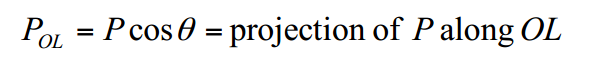 P_OL = P cos θ = projection of P along OL